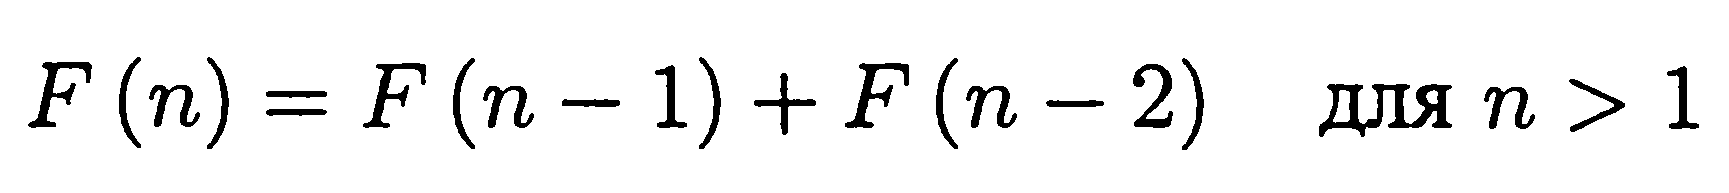 F (n) = F (n − 1) + F (n − 2) для n > 1